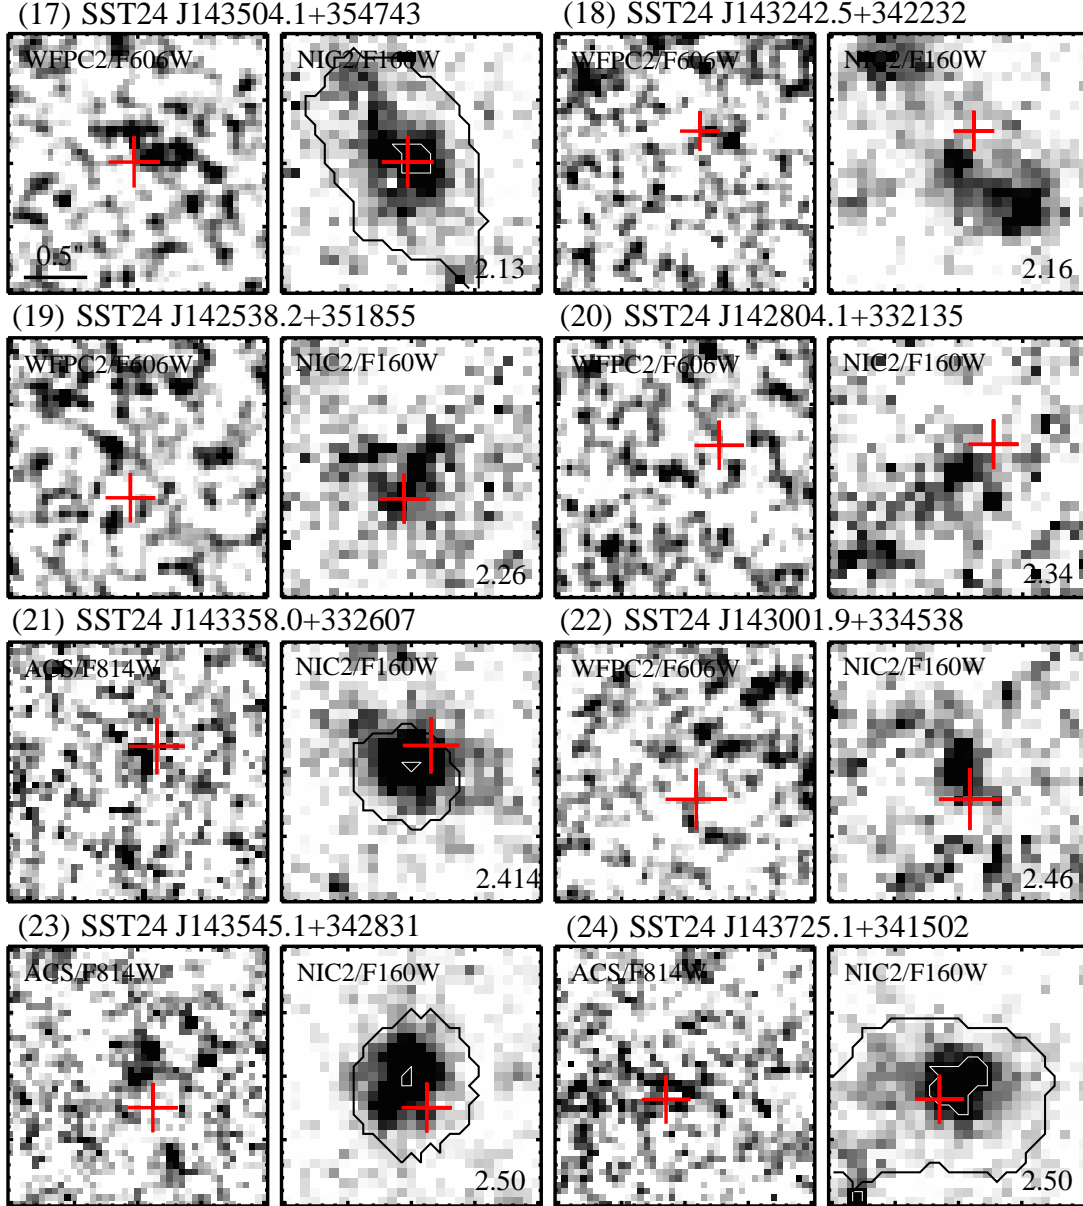 (17) SST24 J143504.1+354743
(18) SST24 J143242.5+342232
WFPC2/F606W
NIC2/F160W
WFPC2/F606W
NIC2/F160W
0.5"
2.13
2.16
(19) SST24 J142538.2+351855
(20) SST24 J142804.1+332135
WFPC2/F606W
NIC2/F160W
WFPC2/F606W
NIC2/F160W
2.26
2.34
(21) SST24 J143358.0+332607
(22) SST24 J143001.9+334538
ACS/F814W
NIC2/F160W
WFPC2/F606W
NIC2/F160W
2.414
2.46
(23) SST24 J143545.1+342831
(24) SST24 J143725.1+341502
ACS/F814W
NIC2/F160W
ACS/F814W
NIC2/F160W
2.50
2.50